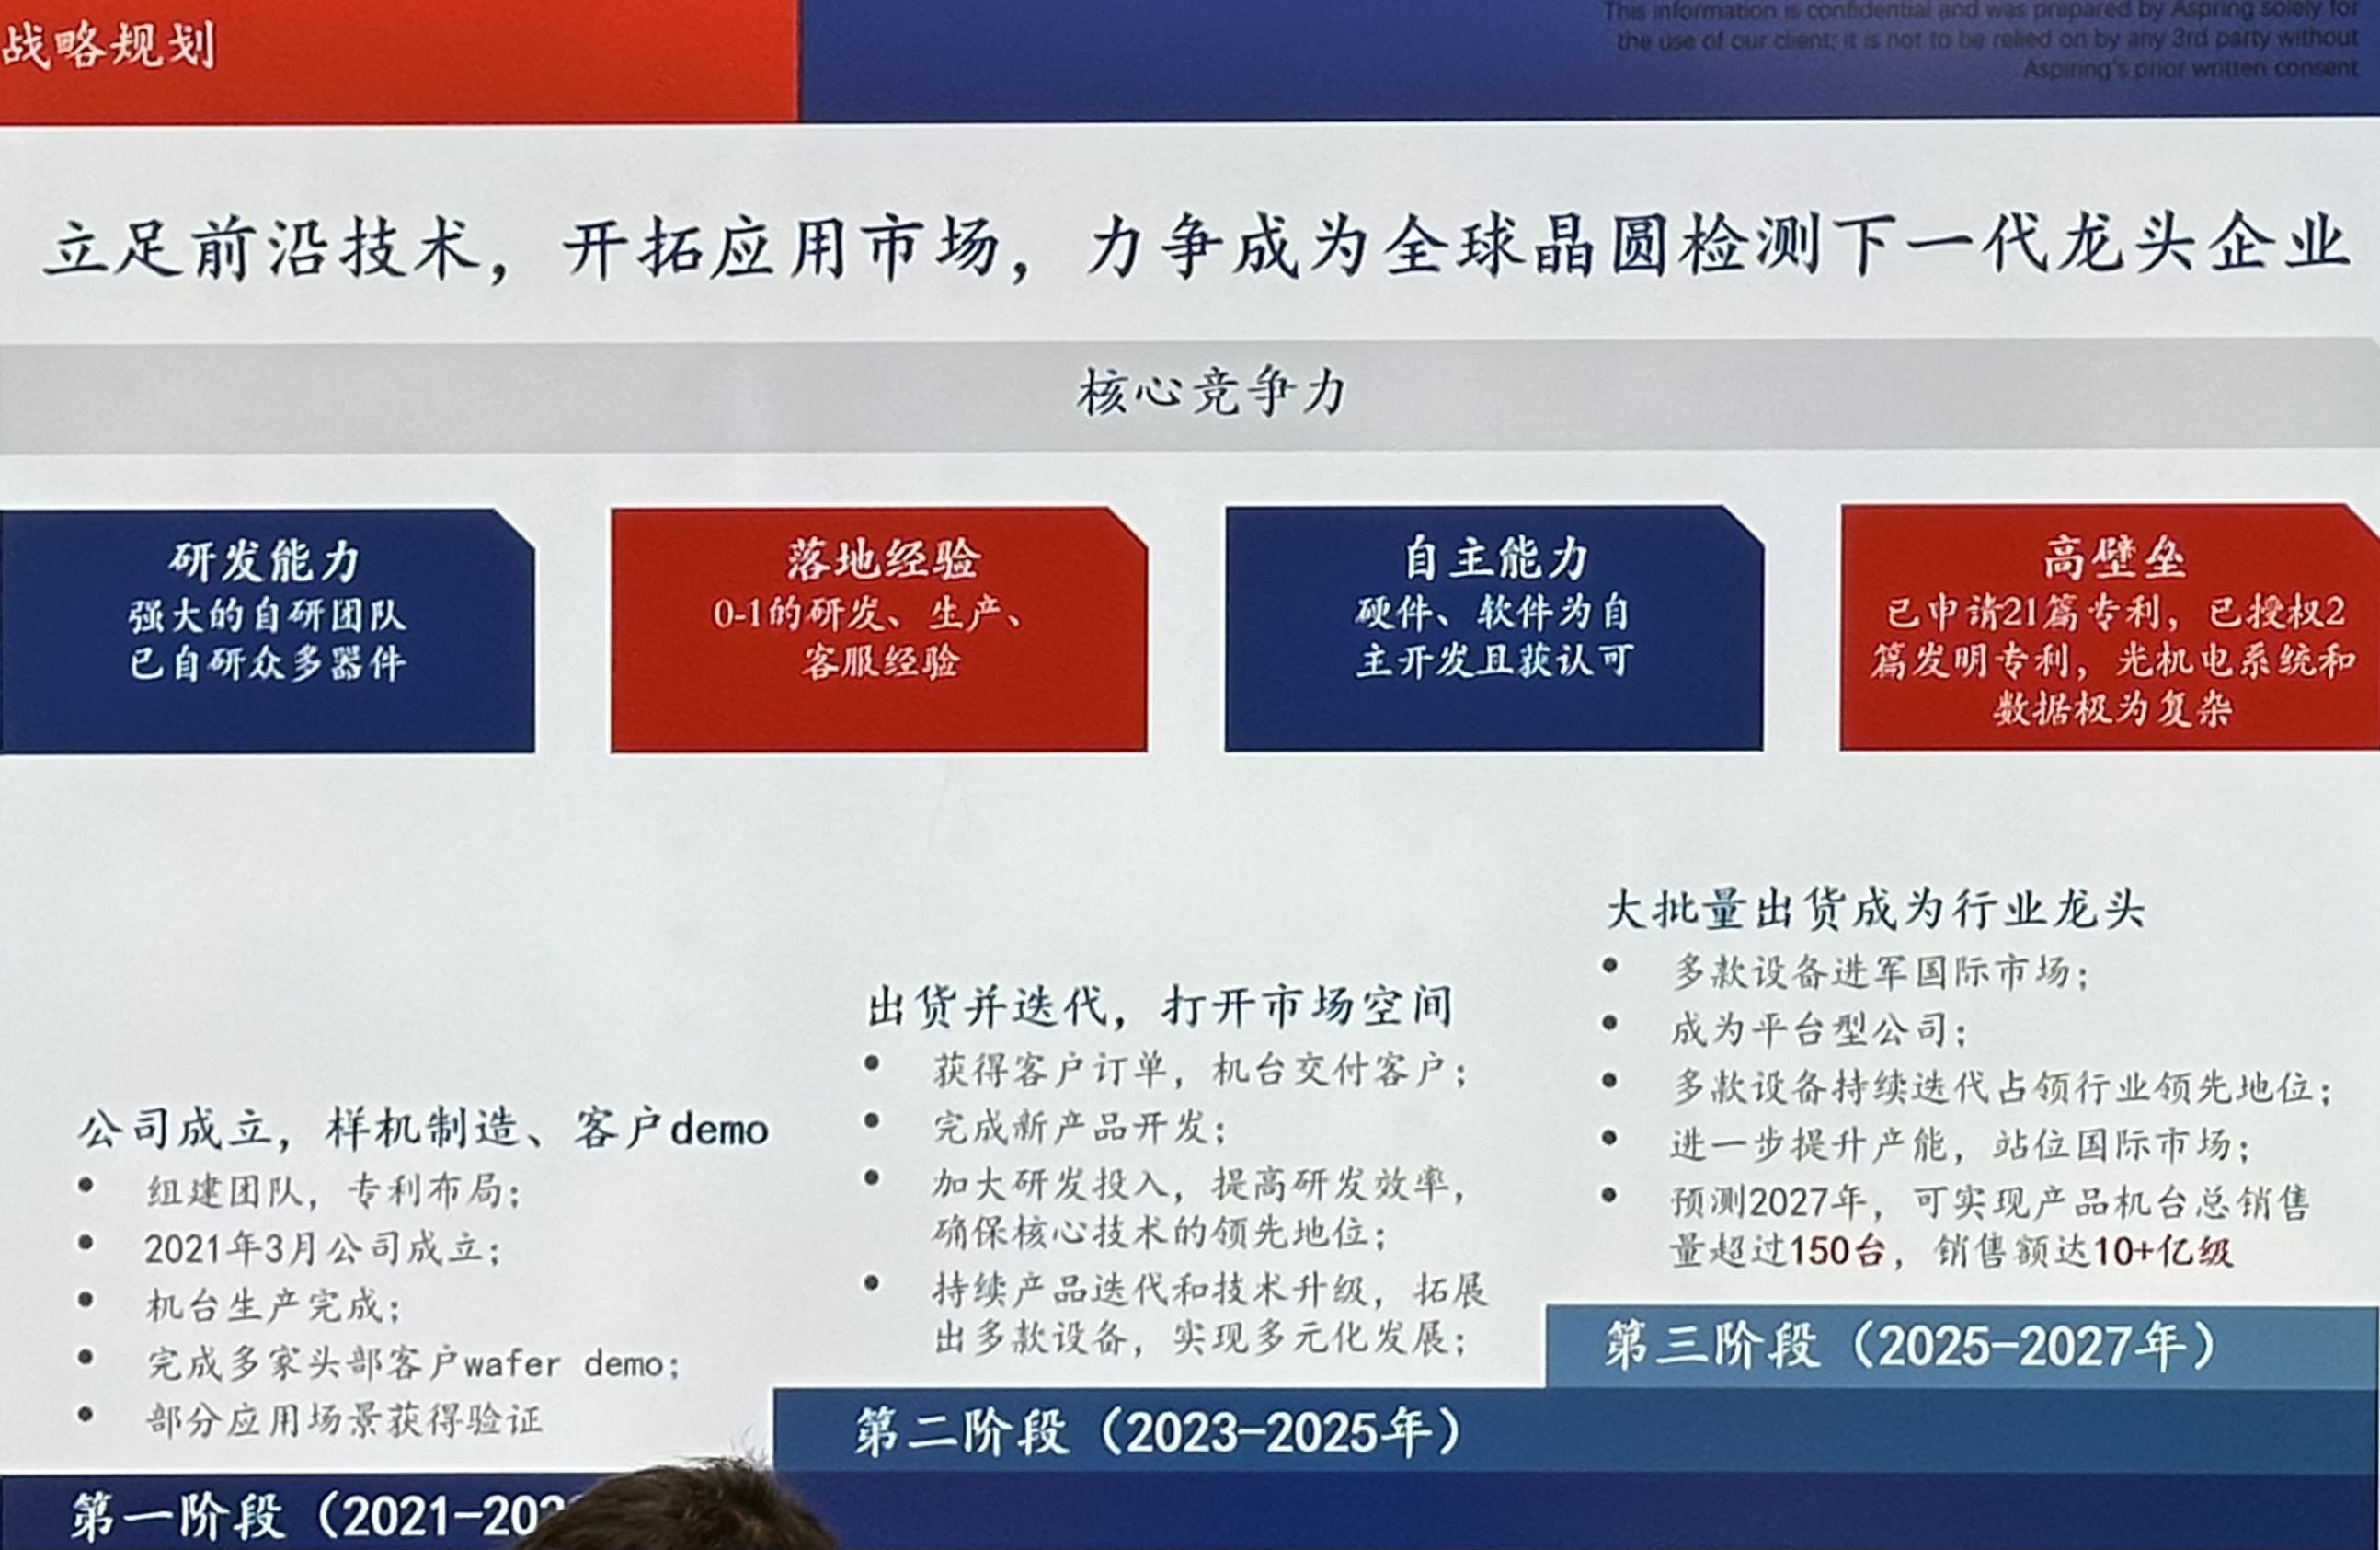 战略规划
This information is confidential and was prepared by Aspring solely for
the use of our client; it is not to be relied on by any 3rd party without
Aspiring's prior written consent
立足前沿技术，开拓应用市场，力争成为全球晶圆检测下一代龙头企业
核心竞争力
研发能力
强大的自研团队
已自研众多器件
落地经验
0-1的研发、生产、
客服经验
自主能力
硬件、软件为自
主开发且获认可
高壁垒
已申请21篇专利，已授权2
篇发明专利，光机电系统和
数据极为复杂
公司成立，样机制造、客户demo
• 组建团队，专利布局；
• 2021年3月公司成立；
• 机台生产完成；
• 完成多家头部客户wafer demo；
• 部分应用场景获得验证
第一阶段（2021-202
出货并迭代，打开市场空间
• 获得客户订单，机台交付客户；
• 完成新产品开发；
• 加大研发投入，提高研发效率，
确保核心技术的领先地位；
• 持续产品迭代和技术升级，拓展
出多款设备，实现多元化发展；
第二阶段（2023-2025年）
大批量出货成为行业龙头
• 多款设备进军国际市场；
• 成为平台型公司；
• 多款设备持续迭代占领行业领先地位；
• 进一步提升产能，站位国际市场；
• 预测2027年，可实现产品机台总销售
量超过150台，销售额达10+亿级
第三阶段（2025-2027年）